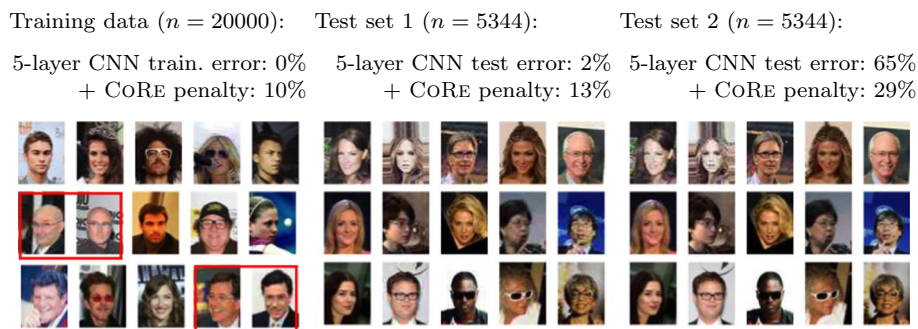 Training data (n = 20000):
5-layer CNN train. error: 0%
+ CoRe penalty: 10%
Test set 1 (n = 5344):
5-layer CNN test error: 2%
+ CoRe penalty: 13%
Test set 2 (n = 5344):
5-layer CNN test error: 65%
+ CoRe penalty: 29%